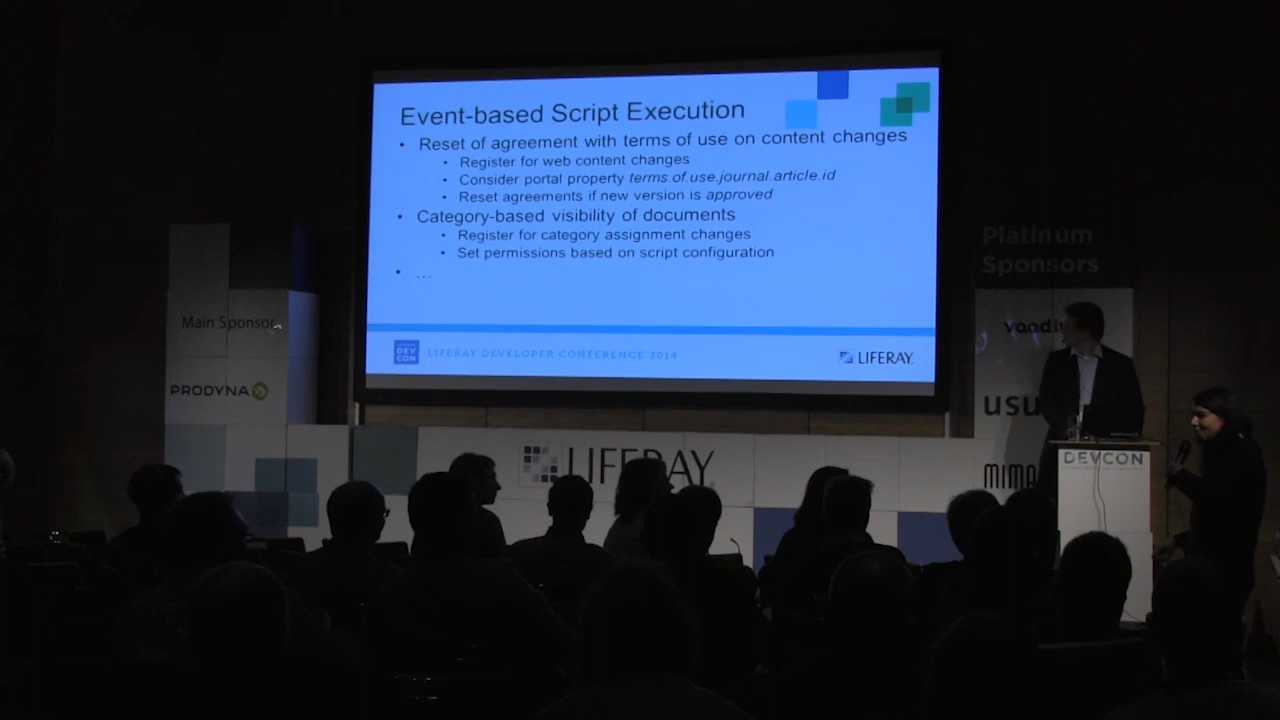 Event-based Script Execution
• Reset of agreement with terms of use on content changes
• Register for web content changes
• Consider portal property terms.of.use.journal.article.id
• Reset agreements if new version is approved
• Category-based visibility of documents
• Register for category assignment changes
• Set permissions based on script configuration
• ...
LIFERAY DEV CON
LIFERAY DEVELOPER CONFERENCE 2014
LIFERAY.
Main Sponsor
PRODYNA
LIFERAY.
Platinum
Sponsors
DEVCON